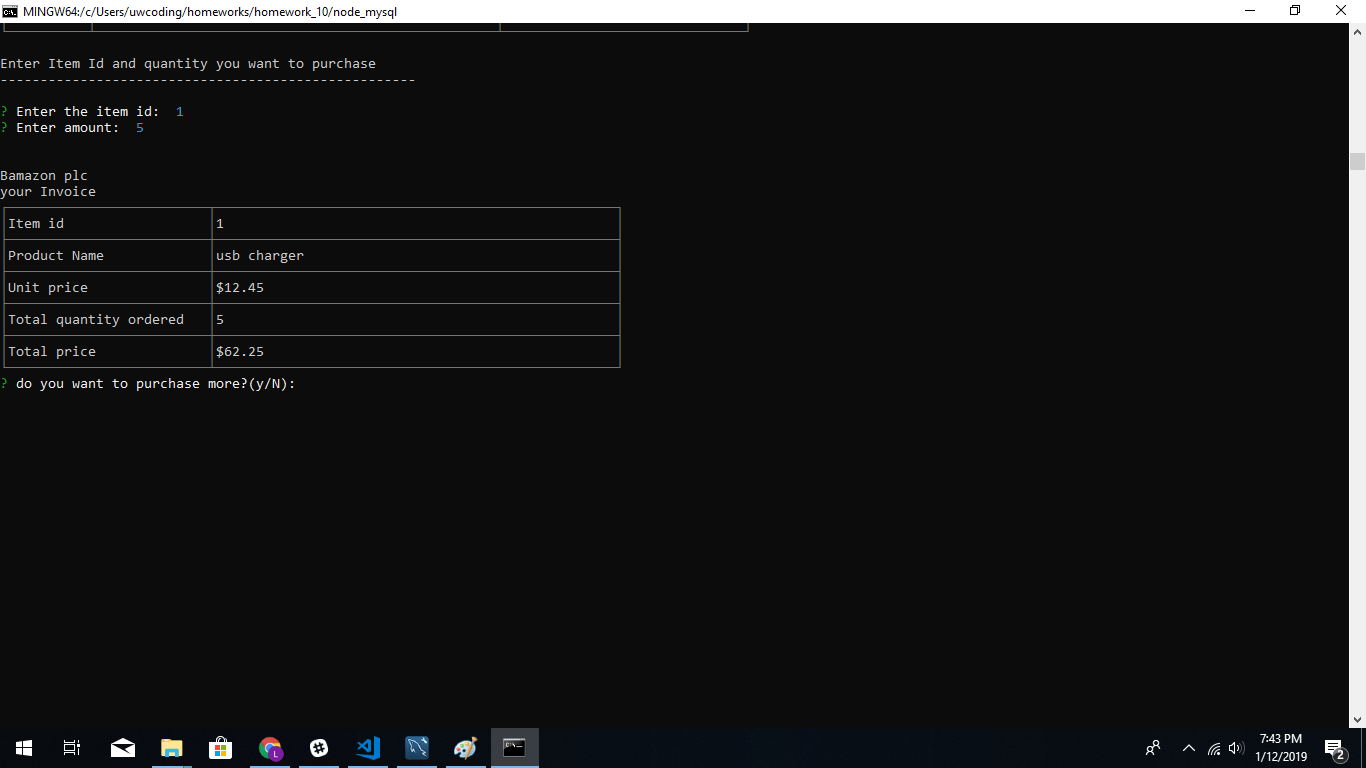 MINGW64:/c/Users/uwcoding/homeworks/homework_10/node_mysql
Enter Item Id and quantity you want to purchase
----------------------------------------------------
? Enter the item id:  1
? Enter amount:  5
Bamazon plc
your Invoice
Item id 1
Product Name usb charger
Unit price $12.45
Total quantity ordered 5
Total price $62.25
? do you want to purchase more?(y/N):
L
C:\.
7:43 PM
1/12/2019
2